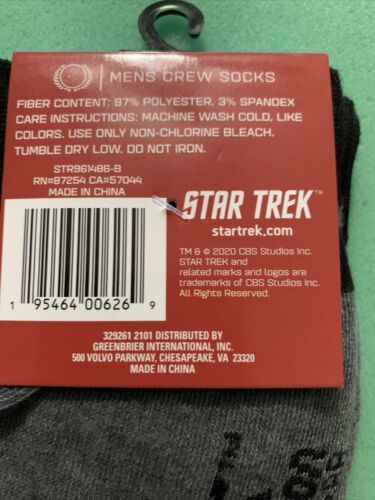 MENS CREW SOCKS
FIBER CONTENT: 97% POLYESTER, 3% SPANDEX
CARE INSTRUCTIONS: MACHINE WASH COLD, LIKE
COLORS. USE ONLY NON-CHLORINE BLEACH.
TUMBLE DRY LOW. DO NOT IRON.
STR961486-B
RN#87254 CA#57044
MADE IN CHINA
STAR TREK™
startrek.com
TM & © 2020 CBS Studios Inc.
STAR TREK and
related marks and logos are
trademarks of CBS Studios Inc.
All Rights Reserved.
1 95464 00626 9
329261 2101 DISTRIBUTED BY
GREENBRIER INTERNATIONAL, INC.
500 VOLVO PARKWAY, CHESAPEAKE, VA 23320
MADE IN CHINA